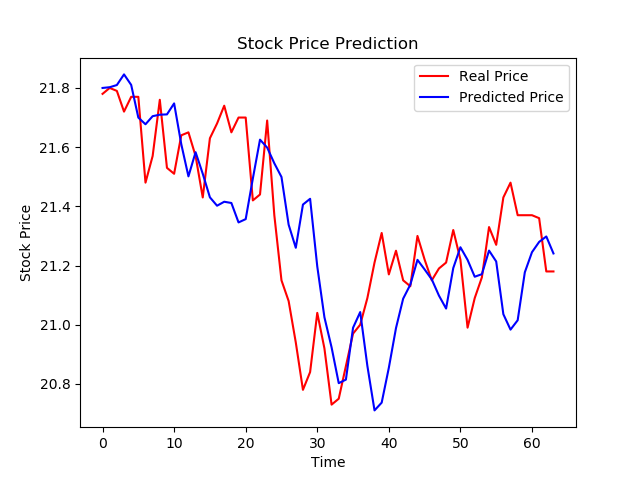 Stock Price Prediction
Real Price
Predicted Price
21.8
21.6
21.4
21.2
21.0
20.8
Stock Price
0 10 20 30 40 50 60
Time